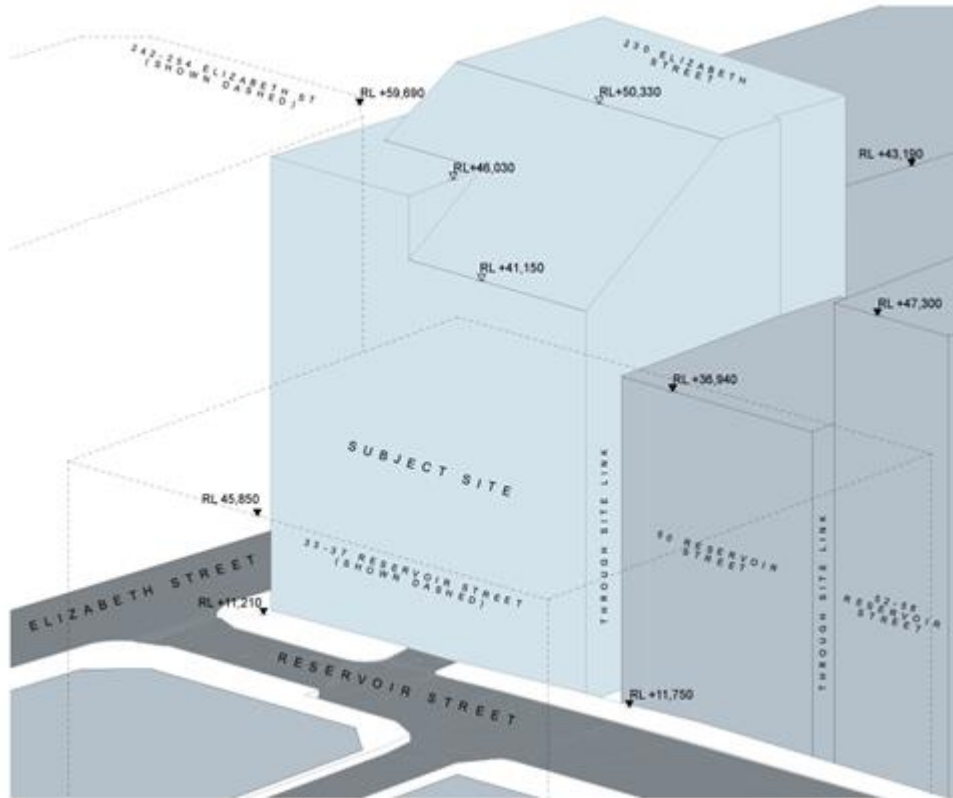 242-254 ELIZABETH ST
(SHOWN DASHED)
230 ELIZABETH
STREET
RL +59,690
RL+50,330
RL+46,030
RL +43,190
RL +41,150
RL +47,300
RL +36,940
SUBJECT SITE
RL 45,850
33-37 RESERVOIR STREET
(SHOWN DASHED)
THROUGH SITE LINK
50 RESERVOIR
STREET
THROUGH SITE LINK
52-58
RESERVOIR
STREET
ELIZABETH STREET
RL +11,210
RESERVOIR STREET
RL +11,750